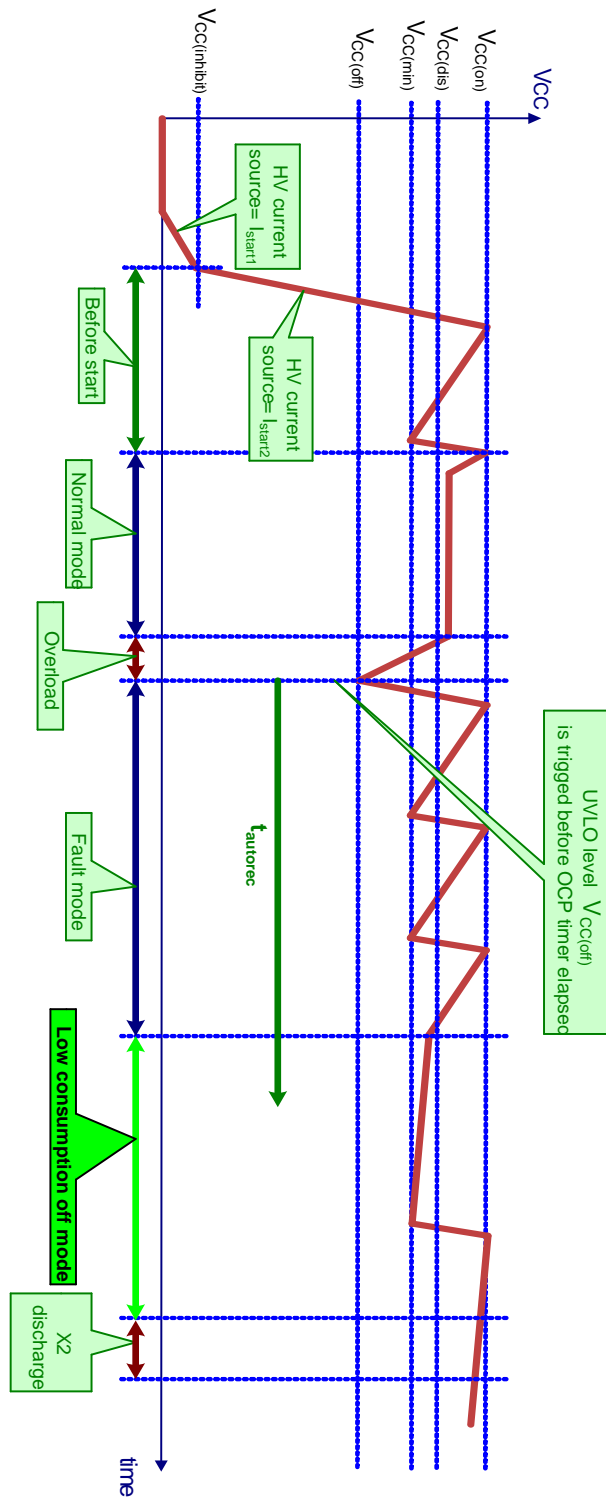 VCC
VCC(on)
VCC(dis)
VCC(min)
VCC(off)
VCC(inhibit)
HV current
source= Istart1
HV current
source= Istart2
UVLO level VCC(off)
is trigged before OCP timer elapsed
tautorec
Before start
Normal mode
Overload
Fault mode
Low consumption off mode
X2
discharge
time